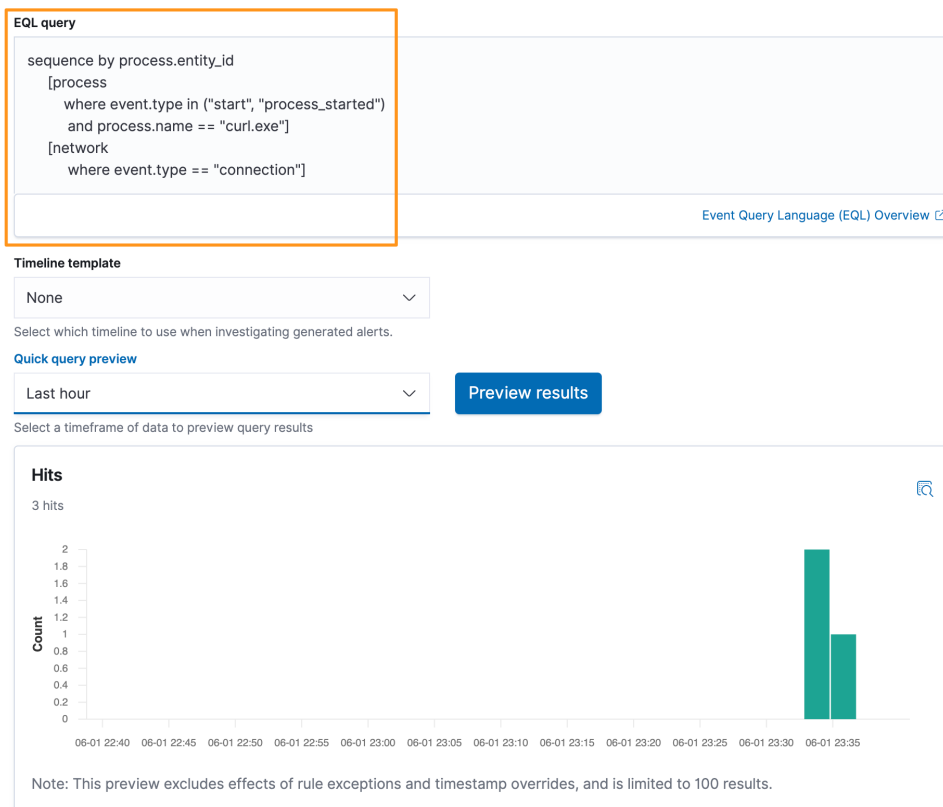 EQL query
sequence by process.entity_id
[process
where event.type in ("start", "process_started")
and process.name == "curl.exe"]
[network
where event.type == "connection"]
Event Query Language (EQL) Overview
Timeline template
None
Select which timeline to use when investigating generated alerts.
Quick query preview
Last hour
Preview results
Select a timeframe of data to preview query results
Hits
3 hits
2
1.8
1.6
1.4
1.2
1
0.8
0.6
0.4
0.2
0
Count
06-01 22:40 06-01 22:45 06-01 22:50 06-01 22:55 06-01 23:00 06-01 23:05 06-01 23:10 06-01 23:15 06-01 23:20 06-01 23:25 06-01 23:30 06-01 23:35
Note: This preview excludes effects of rule exceptions and timestamp overrides, and is limited to 100 results.